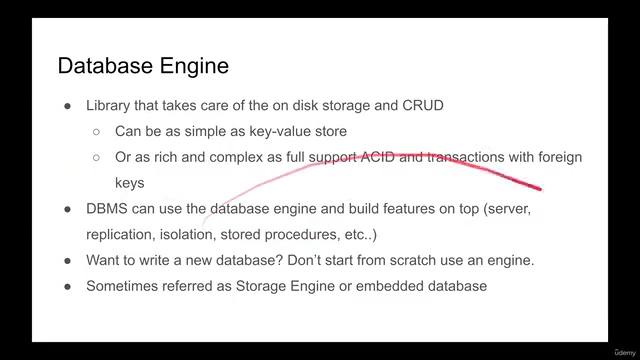 Database Engine
● Library that takes care of the on disk storage and CRUD
○ Can be as simple as key-value store
○ Or as rich and complex as full support ACID and transactions with foreign
keys
● DBMS can use the database engine and build features on top (server,
replication, isolation, stored procedures, etc..)
● Want to write a new database? Don’t start from scratch use an engine.
● Sometimes referred as Storage Engine or embedded database
udemy